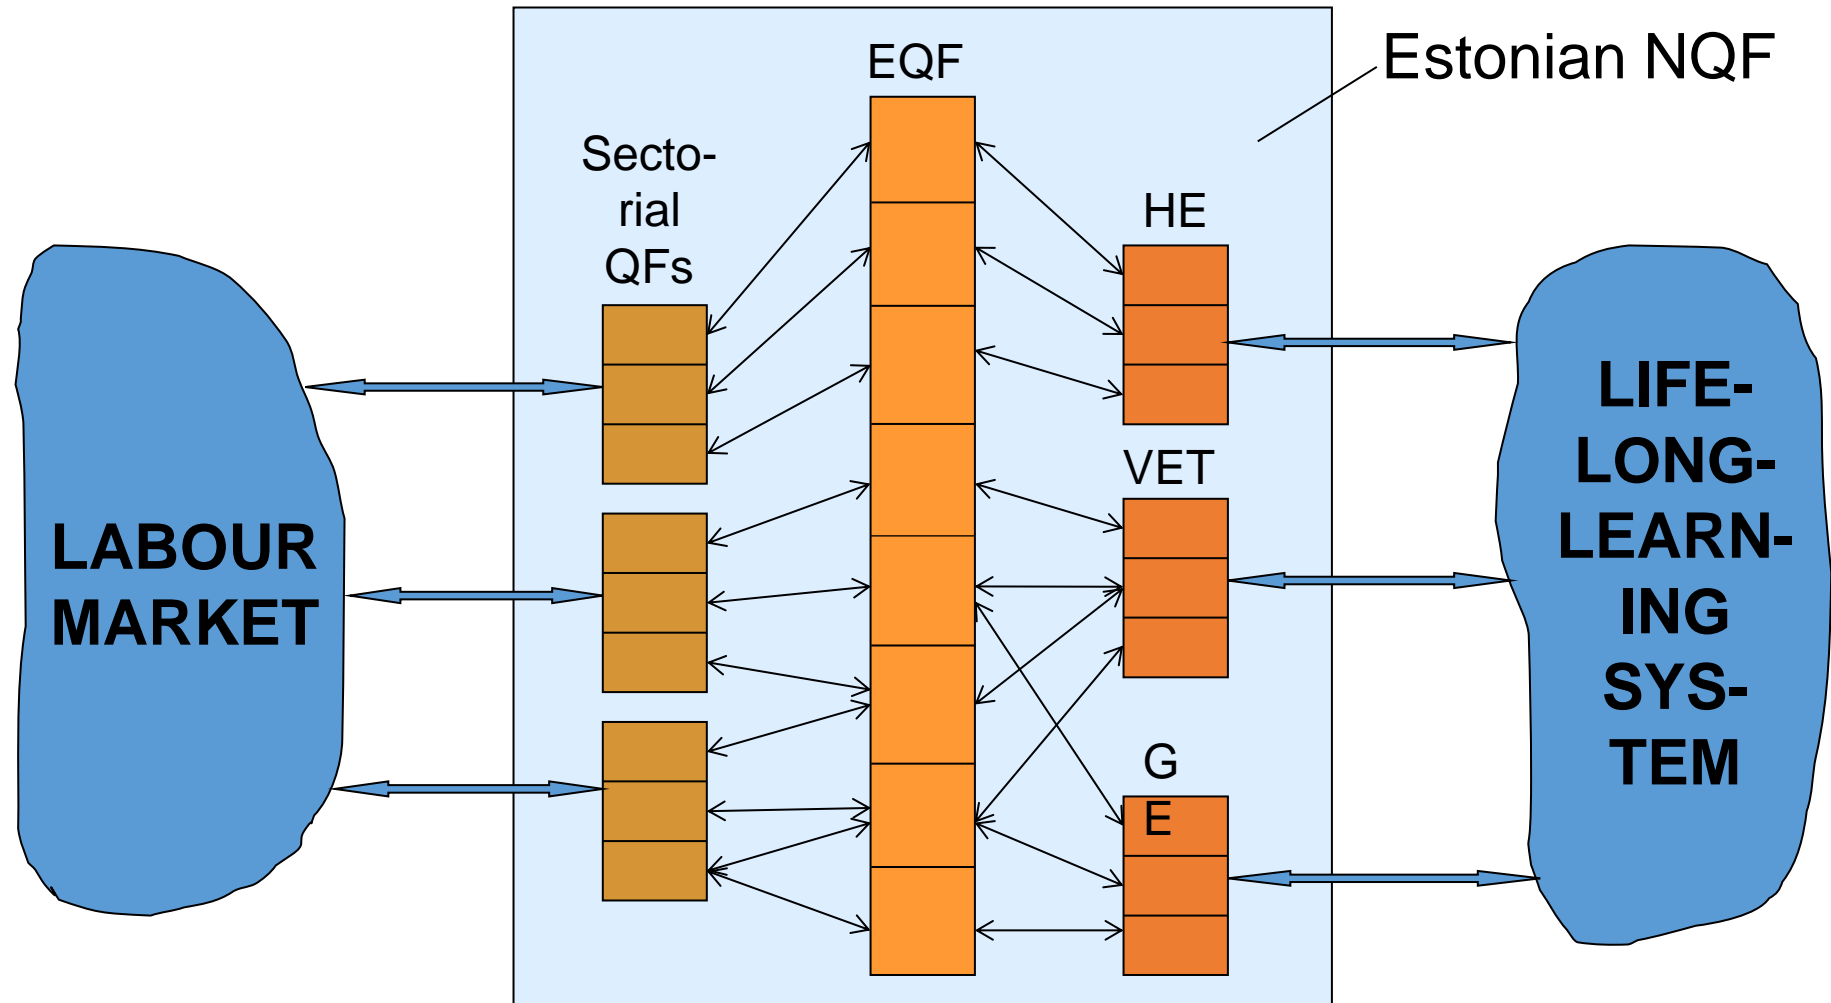 EQF
Estonian NQF
Secto-
rial
QFs
HE
VET
G
E
LABOUR
MARKET
LIFE-
LONG-
LEARN-
ING
SYS-
TEM